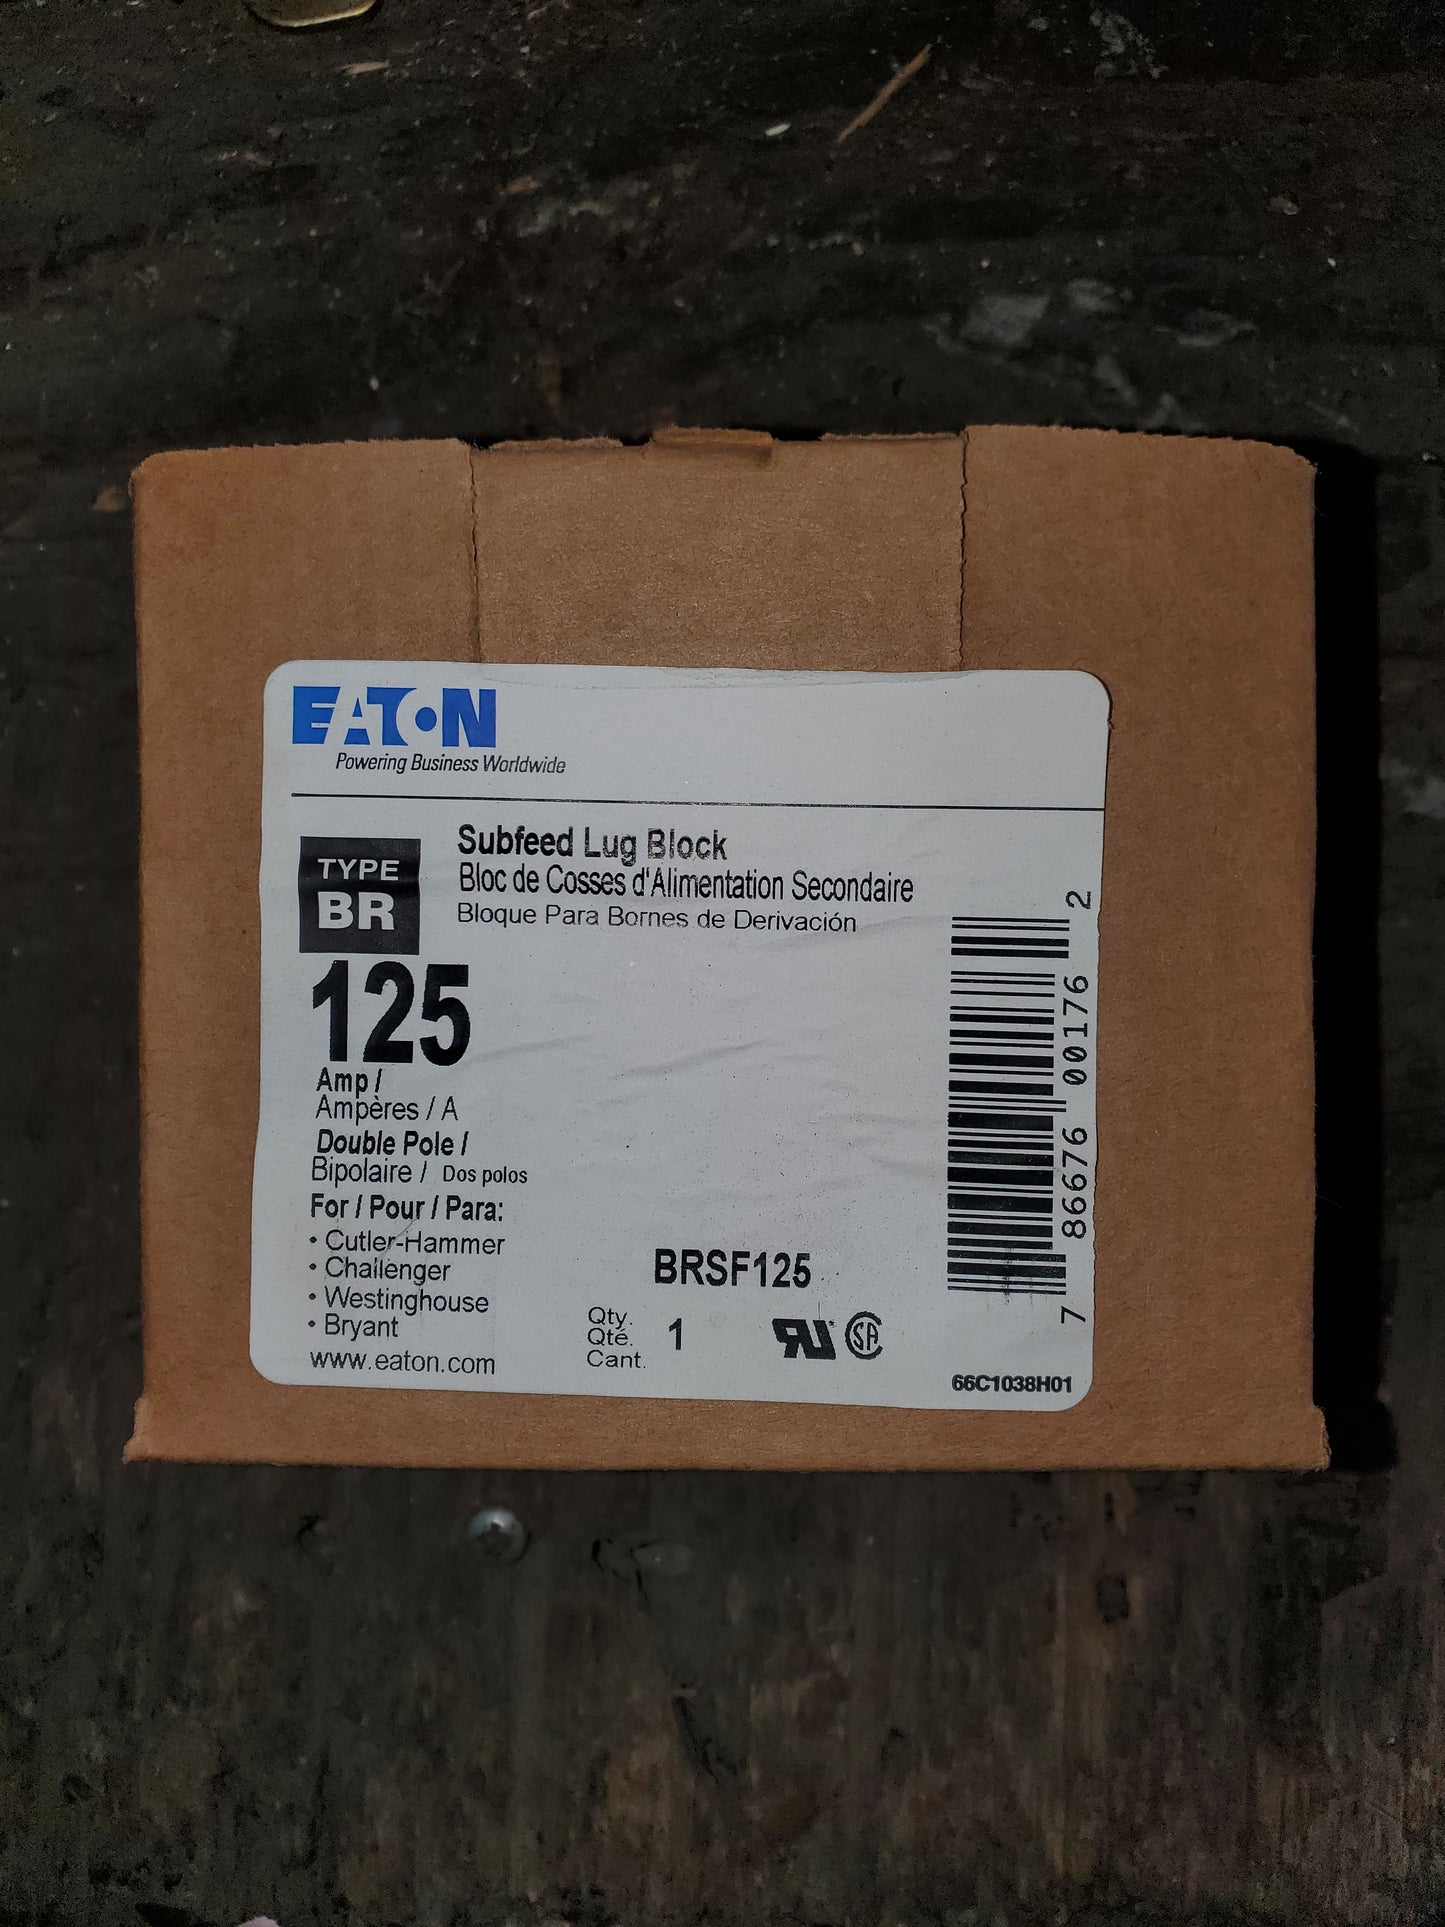 EATON
Powering Business Worldwide
TYPE
BR
Subfeed Lug Block
Bloc de Cosses d'Alimentation Secondaire
Bloque Para Bornes de Derivación
125
Amp /
Ampères / A
Double Pole /
Bipolaire / Dos polos
For / Pour / Para:
• Cutler-Hammer
• Challenger
• Westinghouse
• Bryant
www.eaton.com
BRSF125
Qty.
Qté. 1
Cant.
RU SA
7 86676 00176 2
66C1038H01